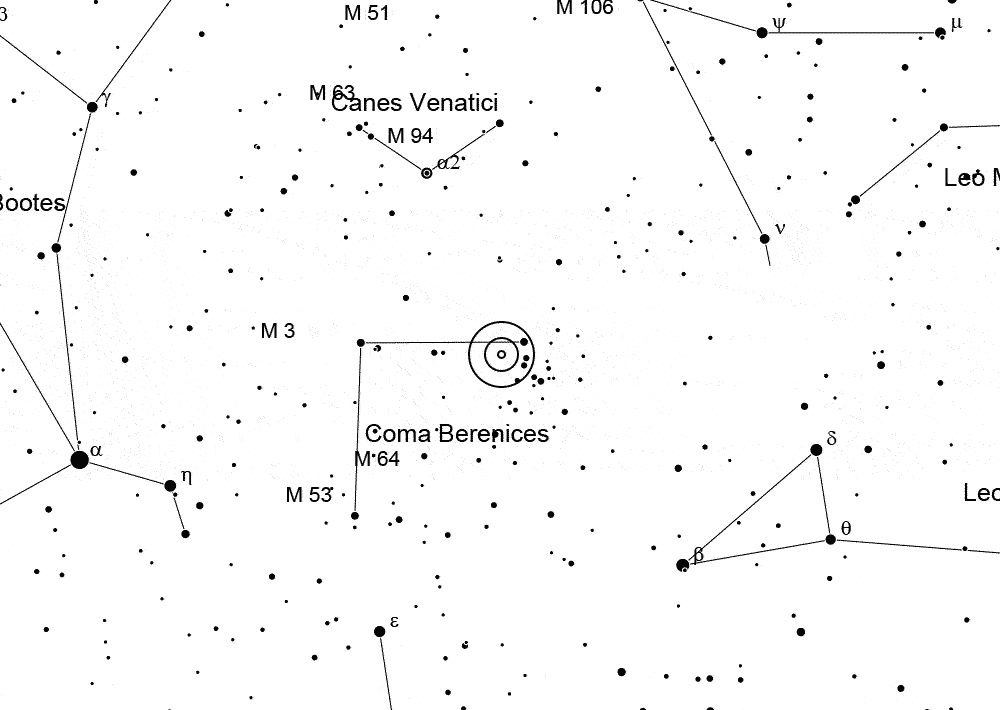 β
M 51
M 106
ψ
μ
γ
M 63
Canes Venatici
M 94
α2
Leo M
Bootes
ν
M 3
Coma Berenices
δ
α
M 64
η
M 53
Leo
θ
β
ε